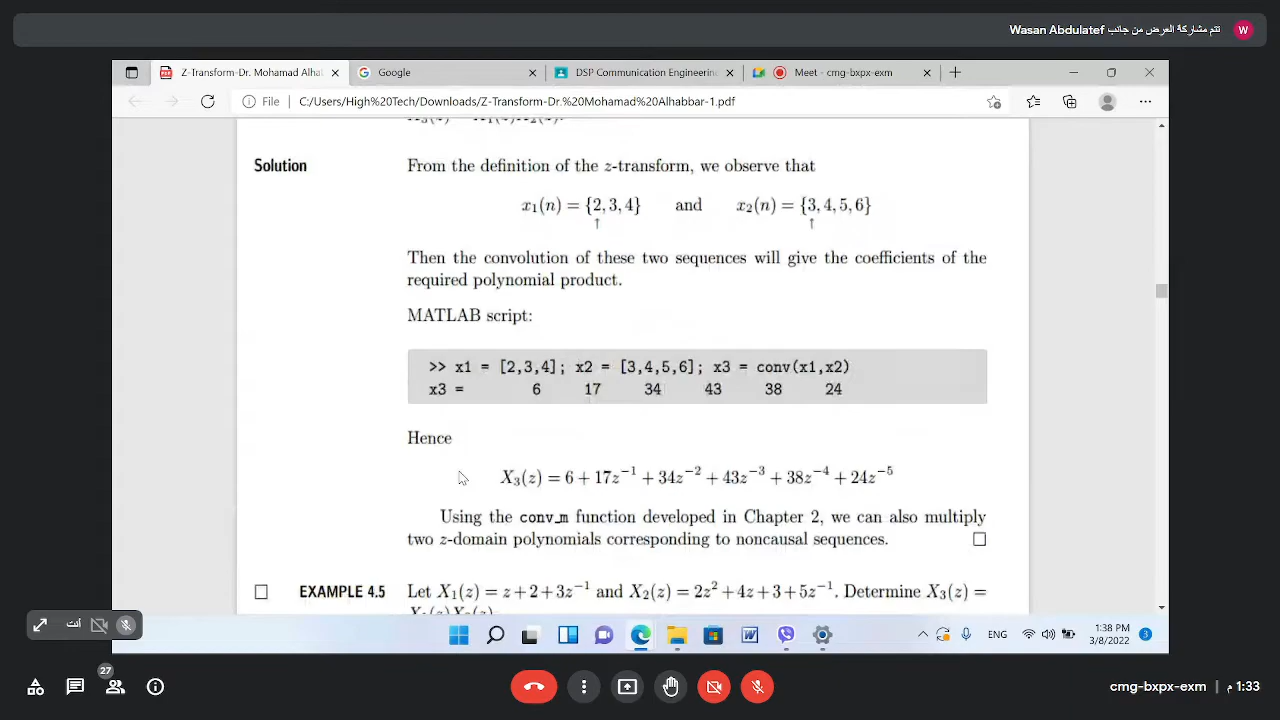 تتم مشاركة العرض من جانب Wasan Abdulatef
W
Z-Transform-Dr. Mohamad Alhab
Google
DSP Communication Engineerin
Meet - cmg-bxpx-exm
File
C:/Users/High%20Tech/Downloads/Z-Transform-Dr.%20Mohamad%20Alhabbar-1.pdf
Solution
From the definition of the z-transform, we observe that
x₁(n) = {2, 3, 4} and x₂(n) = {3, 4, 5, 6}
↑ ↑
Then the convolution of these two sequences will give the coefficients of the
required polynomial product.
MATLAB script:
>> x1 = [2,3,4]; x2 = [3,4,5,6]; x3 = conv(x1,x2)
x3 = 6 17 34 43 38 24
Hence
X₃(z) = 6 + 17z⁻¹ + 34z⁻² + 43z⁻³ + 38z⁻⁴ + 24z⁻⁵
Using the conv_m function developed in Chapter 2, we can also multiply
two z-domain polynomials corresponding to noncausal sequences.
EXAMPLE 4.5 Let X₁(z) = z + 2 + 3z⁻¹ and X₂(z) = 2z² + 4z + 3 + 5z⁻¹. Determine X₃(z) =
أنت
ENG
1:38 PM
3/8/2022
3
27
cmg-bxpx-exm | 1:33 م